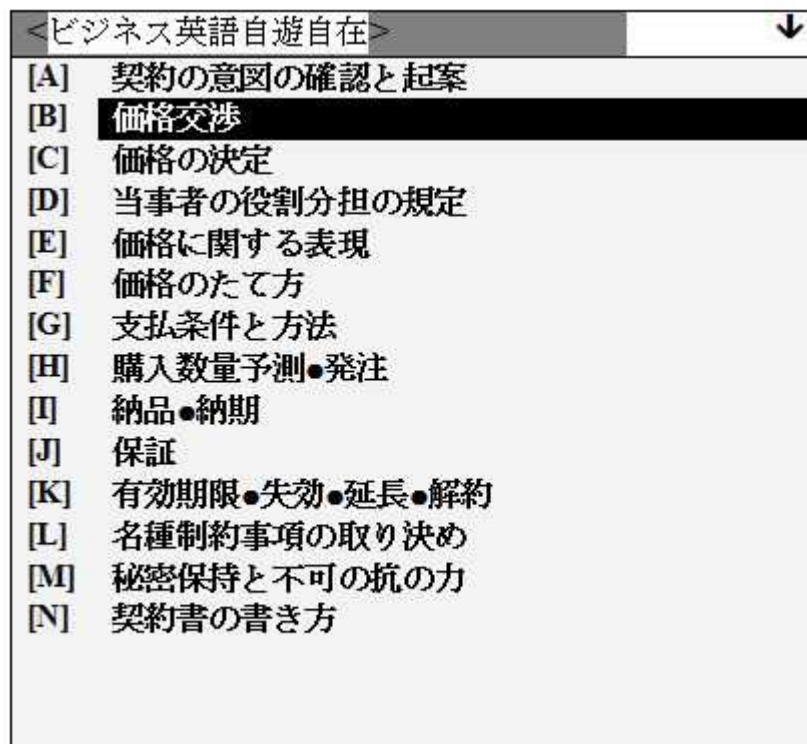 <ビジネス英語自遊自在>
[A] 契約の意図の確認と起案
[B] 価格交渉
[C] 価格の決定
[D] 当事者の役割分担の規定
[E] 価格に関する表現
[F] 価格のたて方
[G] 支払条件と方法
[H] 購入数量予測●発注
[I] 納品●納期
[J] 保証
[K] 有効期限●失効●延長●解約
[L] 名種制約事項の取り決め
[M] 秘密保持と不可の抗の力
[N] 契約書の書き方